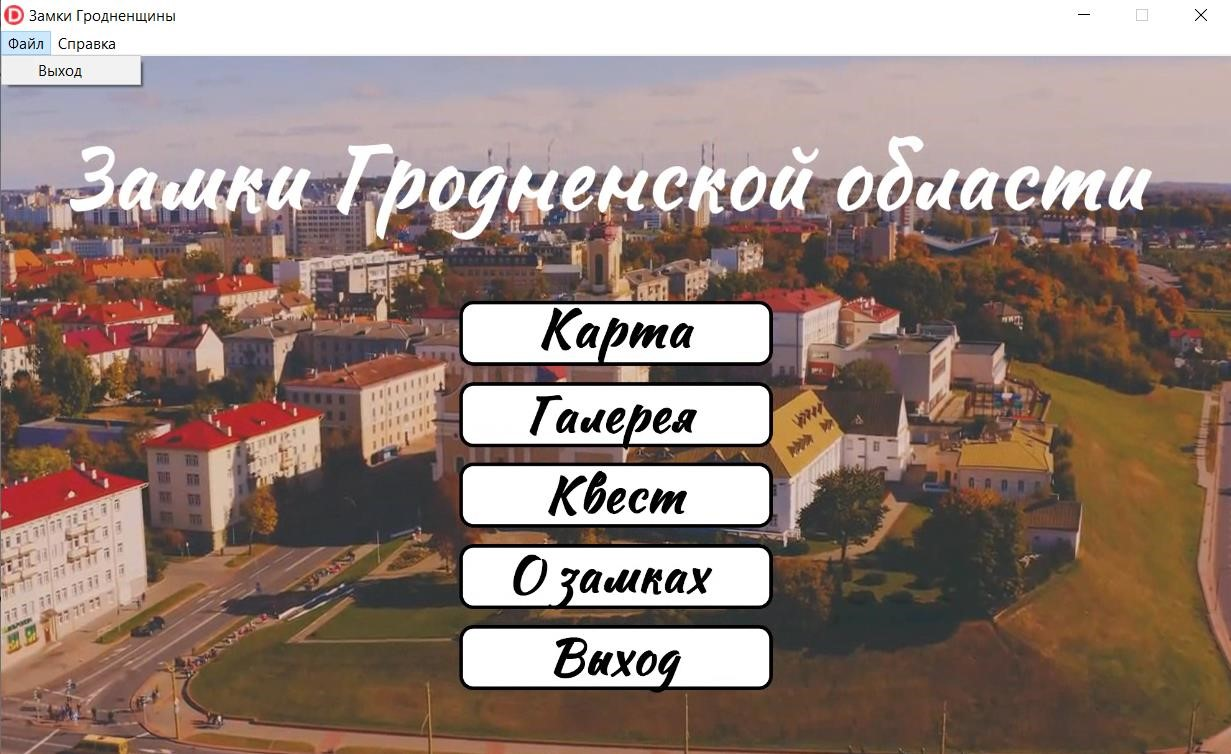 Замки Гродненщины
Файл Справка
Выход
Замки Гродненской области
Карта
Галерея
Квест
О замках
Выход